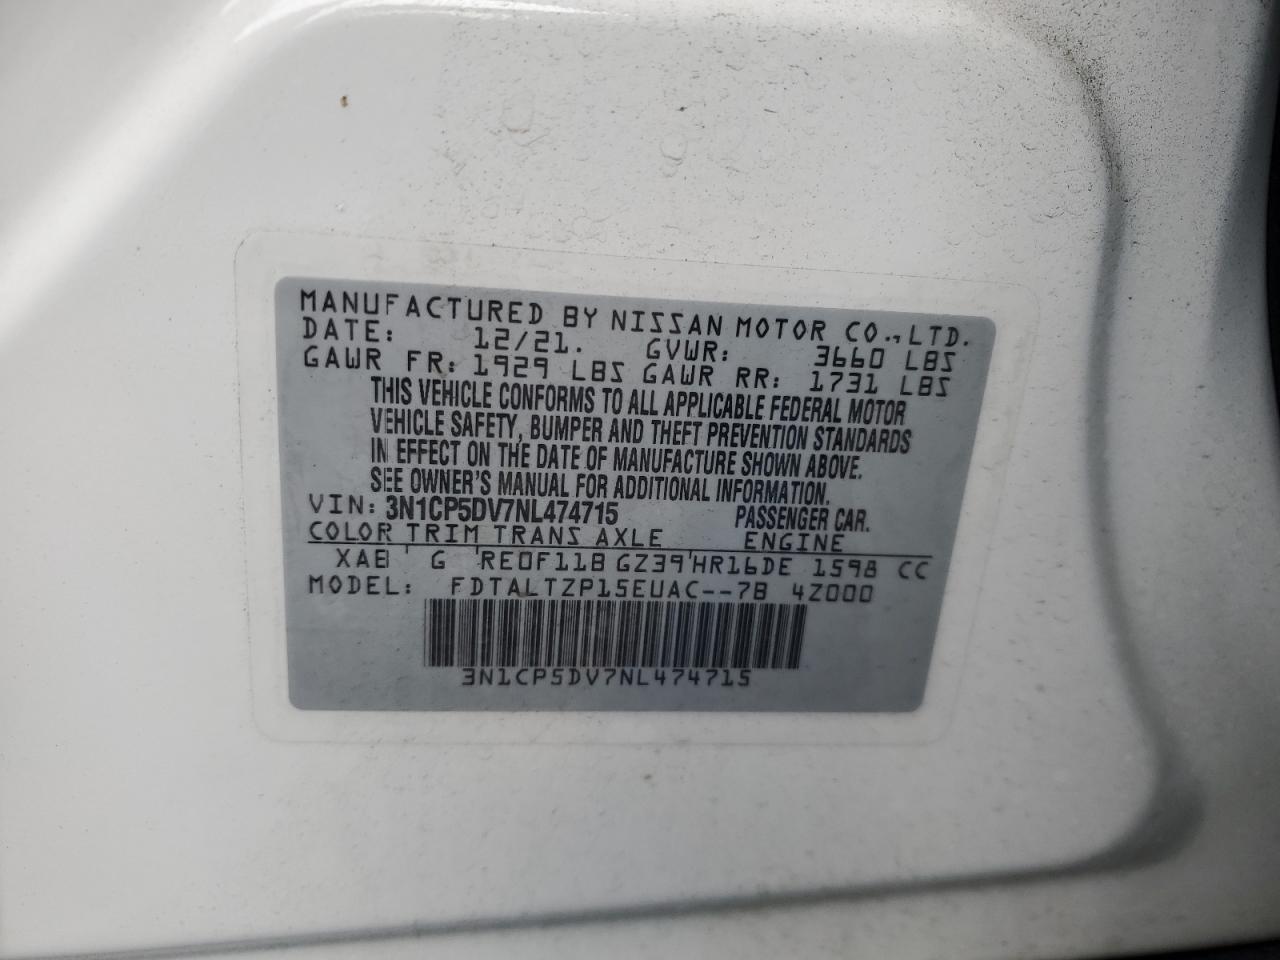 MANUFACTURED BY NISSAN MOTOR CO., LTD.
DATE: 12/21. GVWR: 3660 LBS
GAWR FR: 1929 LBS GAWR RR: 1731 LBS
THIS VEHICLE CONFORMS TO ALL APPLICABLE FEDERAL MOTOR
VEHICLE SAFETY, BUMPER AND THEFT PREVENTION STANDARDS
IN EFFECT ON THE DATE OF MANUFACTURE SHOWN ABOVE.
SEE OWNER'S MANUAL FOR ADDITIONAL INFORMATION.
VIN: 3N1CP5DV7NL474715 PASSENGER CAR.
COLOR TRIM TRANS AXLE ENGINE
XAB G RE0F11B GZ39 HR16DE 1598 CC
MODEL: FDTALTZP15EUAC--7B 4Z000
3N1CP5DV7NL474715